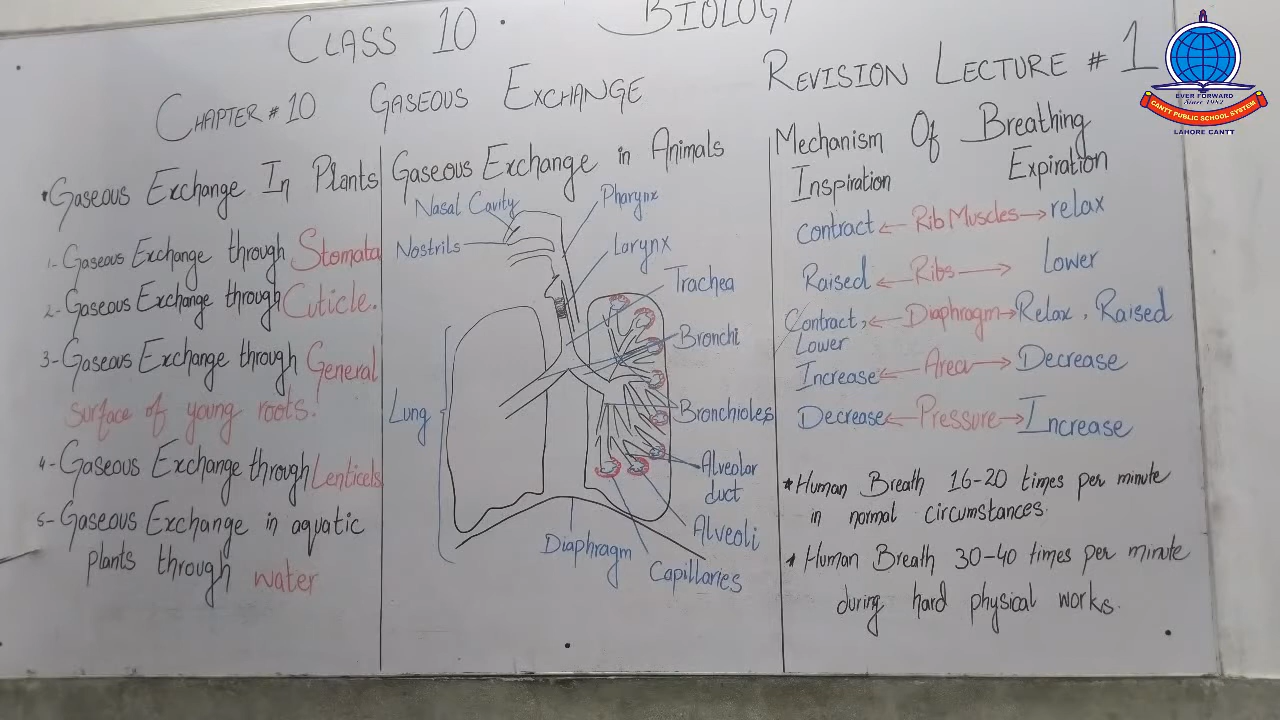 CLASS 10.
BIOLOGY
CHAPTER # 10
GASEOUS EXCHANGE
REVISION LECTURE # 1
EVER FORWARD
Since 1982
CANTT PUBLIC SCHOOL SYSTEM
LAHORE CANTT
Gaseous Exchange In Plants
1- Gaseous Exchange through Stomata
2- Gaseous Exchange through Cuticle.
3- Gaseous Exchange through General
surface of young roots.
4- Gaseous Exchange through Lenticels
5- Gaseous Exchange in aquatic
plants through water
Gaseous Exchange in Animals
Nasal Cavity
Pharynx
Nostrils
Larynx
Trachea
Bronchi
Lung
Bronchioles
Alveolar
duct
Alveoli
Diaphragm
Capillaries
Mechanism Of Breathing
Inspiration Expiration
Contract Rib Muscles relax
Raised Ribs Lower
Contract, Diaphragm Relax, Raised
Lower
Increase Area Decrease
Decrease Pressure Increase
* Human Breath 16-20 times per minute
in normal circumstances.
* Human Breath 30-40 times per minute
during hard physical works.